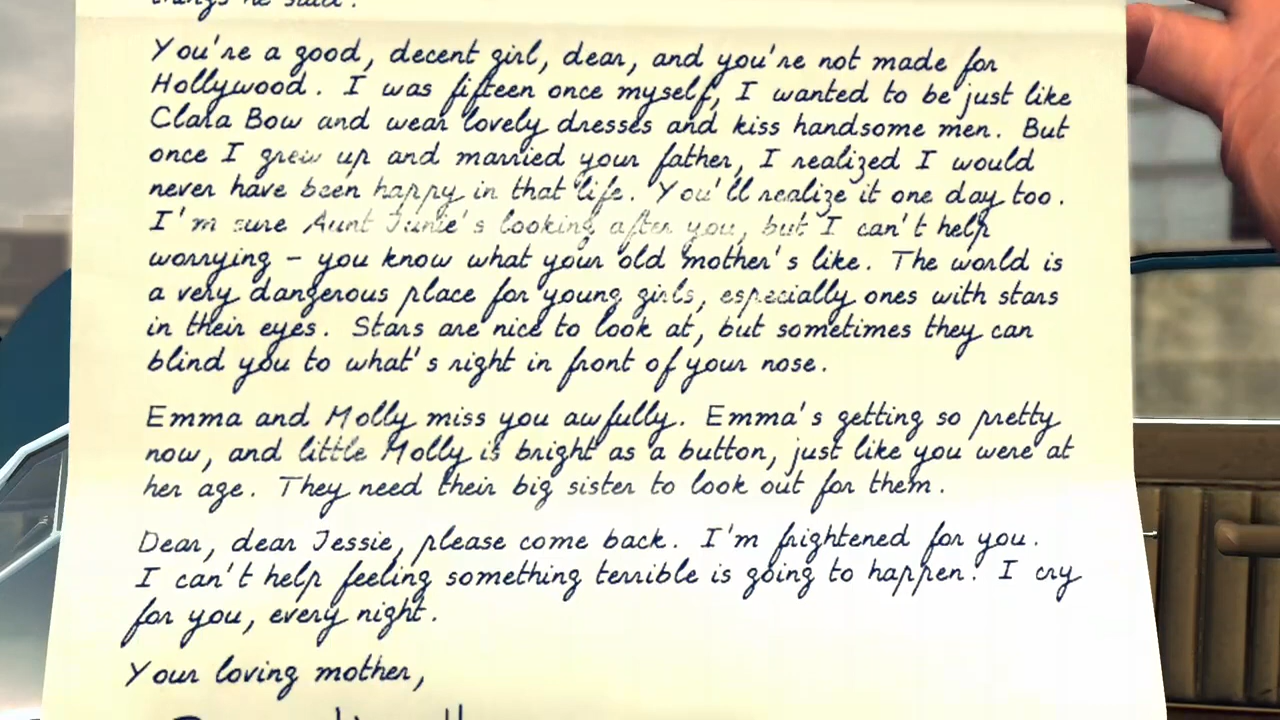 things he said.
You're a good, decent girl, dear, and you're not made for
Hollywood. I was fifteen once myself, I wanted to be just like
Clara Bow and wear lovely dresses and kiss handsome men. But
once I grew up and married your father, I realized I would
never have been happy in that life. You'll realize it one day too.
I'm sure Aunt Junie's looking after you, but I can't help
worrying - you know what your old mother's like. The world is
a very dangerous place for young girls, especially ones with stars
in their eyes. Stars are nice to look at, but sometimes they can
blind you to what's right in front of your nose.
Emma and Molly miss you awfully. Emma's getting so pretty
now, and little Molly is bright as a button, just like you were at
her age. They need their big sister to look out for them.
Dear, dear Jessie, please come back. I'm frightened for you.
I can't help feeling something terrible is going to happen. I cry
for you, every night.
Your loving mother,